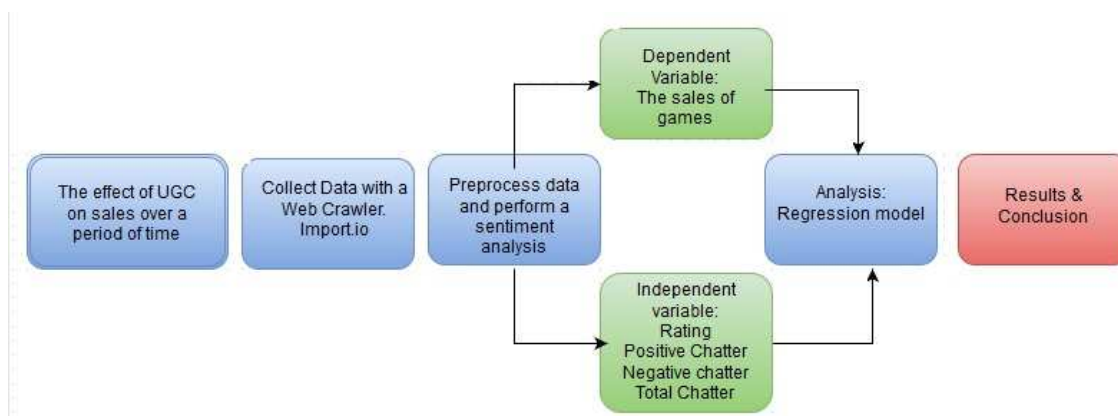 The effect of UGC
on sales over a
period of time
Collect Data with a
Web Crawler.
Import.io
Preprocess data
and perform a
sentiment
analysis
Dependent
Variable:
The sales of
games
Independent
variable:
Rating
Positive Chatter
Negative chatter
Total Chatter
Analysis:
Regression model
Results &
Conclusion